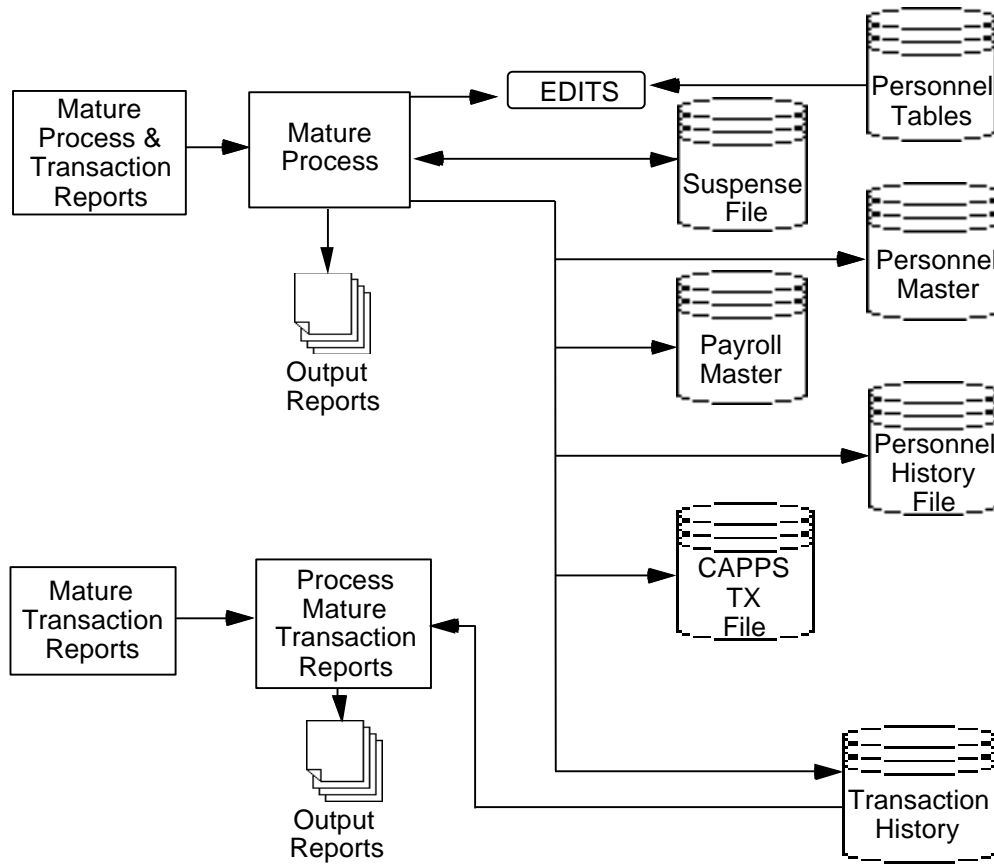 Mature
Process &
Transaction
Reports
Mature
Process
EDITS
Personnel
Tables
Suspense
File
Personnel
Master
Output
Reports
Payroll
Master
Personnel
History
File
CAPPS
TX
File
Mature
Transaction
Reports
Process
Mature
Transaction
Reports
Output
Reports
Transaction
History